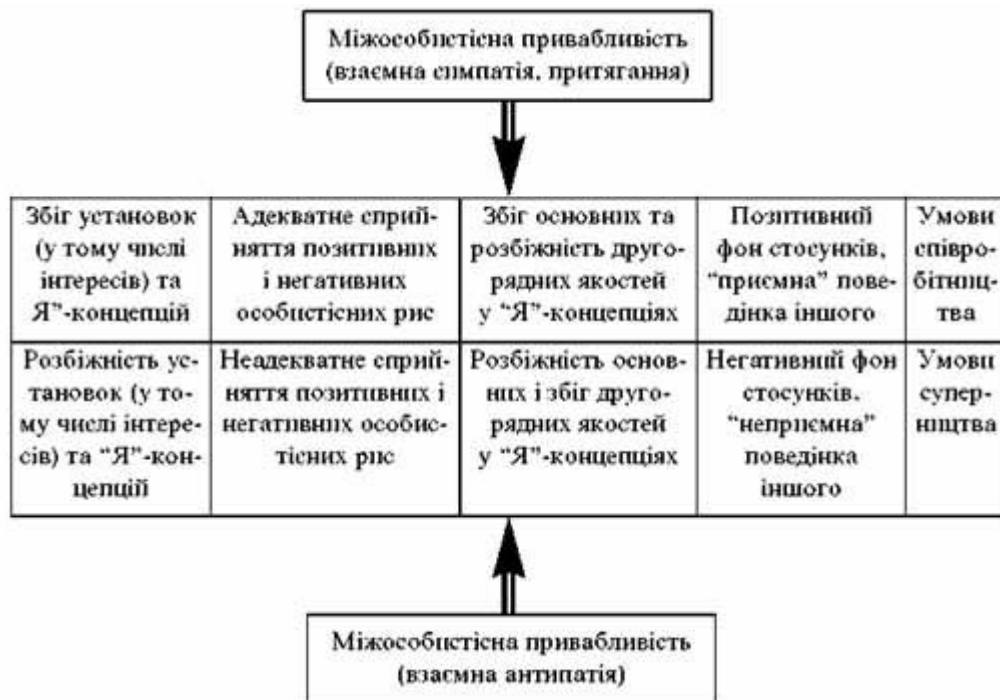 Міжособистісна привабливість
(взаємна симпатія, притягання)
Збіг установок
(у тому числі
інтересів) та
Я”-концепцій
Адекватне сприй-
няття позитивних
і негативних
особистісних рис
Збіг основних та
розбіжність друго-
рядних якостей
у “Я”-концепціях
Позитивний
фон стосунків,
“приємна” пове-
дінка іншого
Умови
співро-
бітниц-
тва
Розбіжність ус-
тановок (у то-
му числі інтере-
сів) та “Я”-кон-
цепцій
Неадекватне сприй-
няття позитивних і
негативних особис-
тісних рис
Розбіжність основ-
них і збіг друго-
рядних якостей
у “Я”-концепціях
Негативний фон
стосунків,
“неприємна”
поведінка
іншого
Умови
супер-
ництва
Міжособистісна привабливість
(взаємна антипатія)